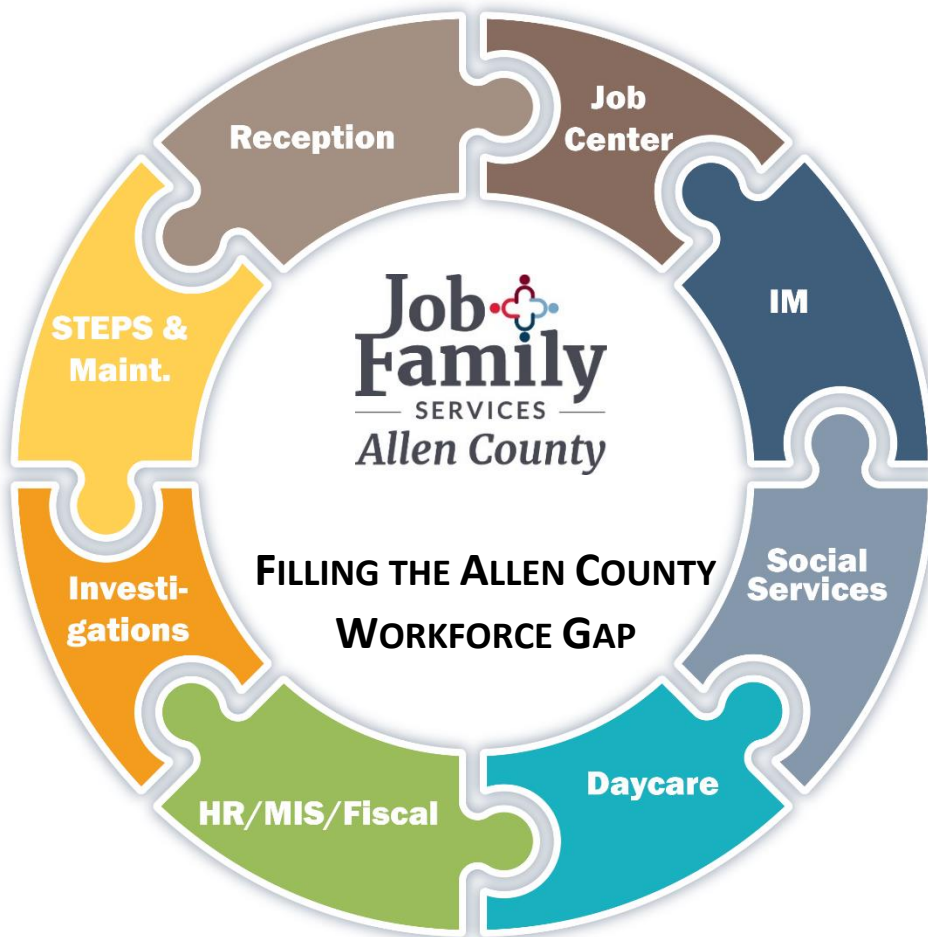 Reception
Job
Center
IM
Social
Services
Daycare
HR/MIS/Fiscal
Investi-
gations
STEPS &
Maint.
Job
Family
SERVICES
Allen County
FILLING THE ALLEN COUNTY
WORKFORCE GAP